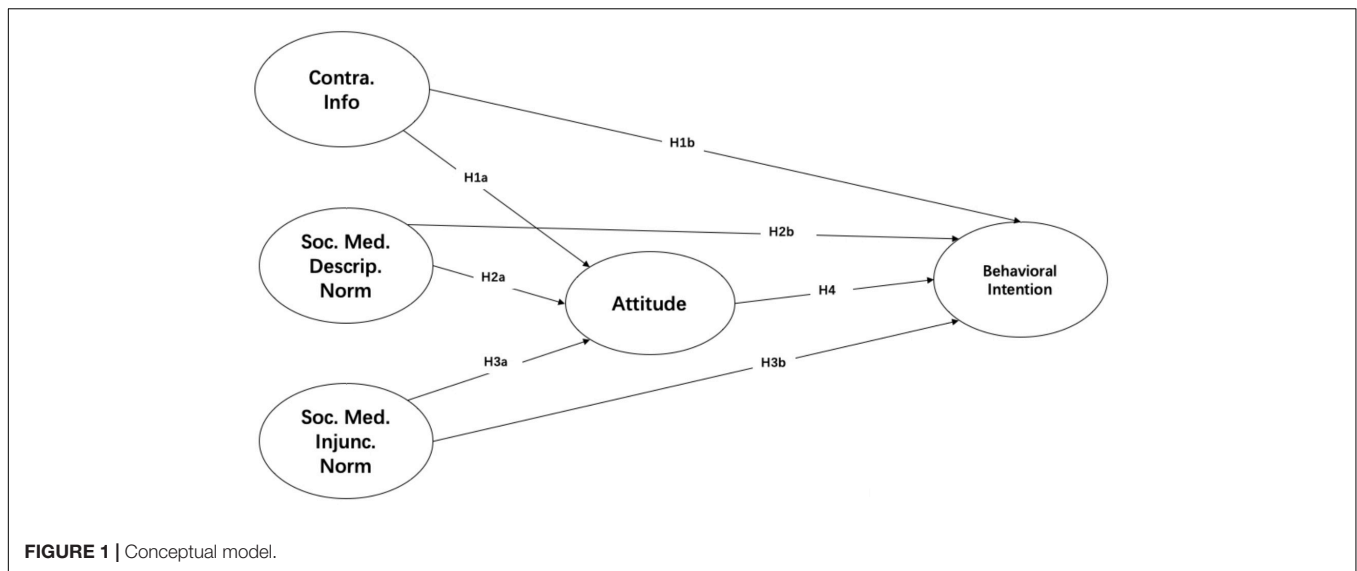 Contra.
Info
H1b
H1a
Soc. Med.
Descrip.
Norm
H2b
H2a
Attitude
H4
Behavioral
Intention
H3a
H3b
Soc. Med.
Injunc.
Norm
FIGURE 1 | Conceptual model.